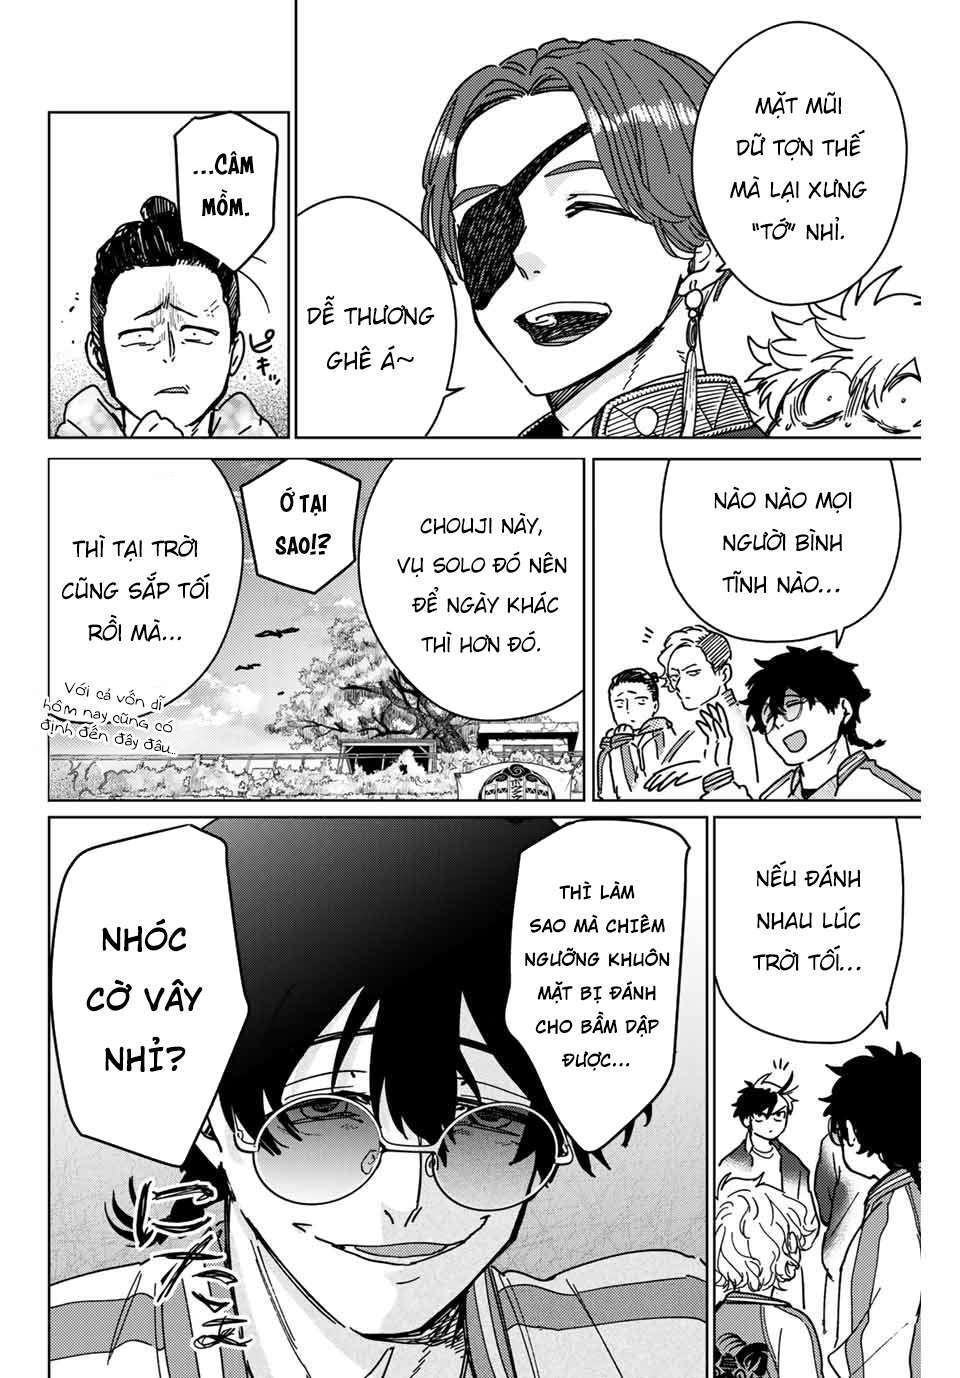 MẶT MŨI
DỮ TỢN THẾ
MÀ LẠI XƯNG
"TỚ" NHỈ.
DỄ THƯƠNG
GHÊ Á~
...CÂM
MỒM.
ピキッ
NÀO NÀO MỌI
NGƯỜI BÌNH
TĨNH NÀO...
CHOUJI NÀY,
VỤ SOLO ĐÓ NÊN
ĐỂ NGÀY KHÁC
THÌ HƠN ĐÓ.
Ớ TẠI
SAO!?
THÌ TẠI TRỜI
CŨNG SẮP TỐI
RỒI MÀ...
Với cả vốn dĩ
hôm nay cũng có
định đến đây đâu...
NẾU ĐÁNH
NHAU LÚC
TRỜI TỐI...
THÌ LÀM
SAO MÀ CHIÊM
NGƯỠNG KHUÔN
MẶT BỊ ĐÁNH
CHO BẦM DẬP
ĐƯỢC...
NHÓC
CỜ VÂY
NHỈ?